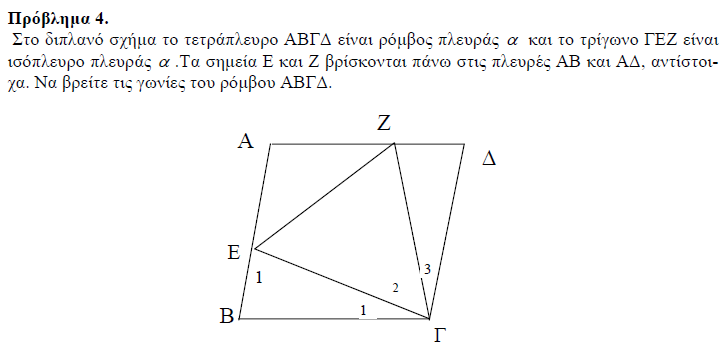 Πρόβλημα 4.
Στο διπλανό σχήμα το τετράπλευρο ΑΒΓΔ είναι ρόμβος πλευράς α και το τρίγωνο ΓΕΖ είναι
ισόπλευρο πλευράς α .Τα σημεία Ε και Ζ βρίσκονται πάνω στις πλευρές ΑΒ και ΑΔ, αντίστοι-
χα. Να βρείτε τις γωνίες του ρόμβου ΑΒΓΔ.
Ζ
Α
Δ
Ε
1
3
2
Β
1
Γ